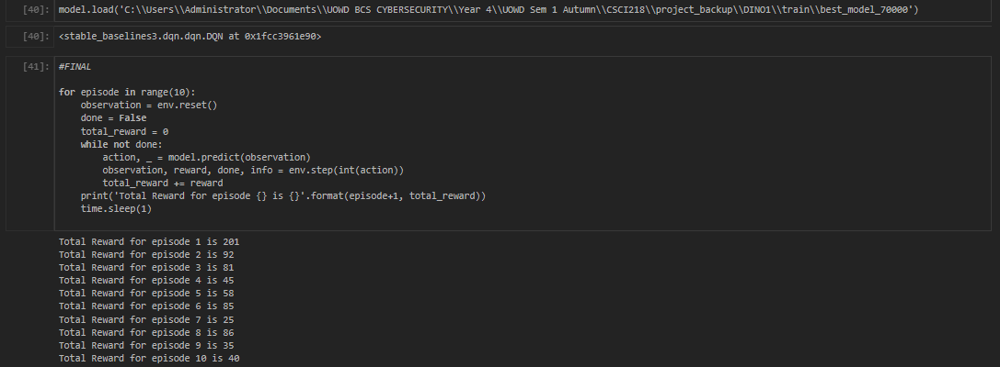 [40]: model.load('C:\\Users\\Administrator\\Documents\\UOWD BCS CYBERSECURITY\\Year 4\\UOWD Sem 1 Autumn\\CSCI218\\project_backup\\DINO1\\train\\best_model_70000')
[40]: <stable_baselines3.dqn.dqn.DQN at 0x1fcc3961e90>
[41]: #FINAL
for episode in range(10):
    observation = env.reset()
    done = False
    total_reward = 0
    while not done:
        action, _ = model.predict(observation)
        observation, reward, done, info = env.step(int(action))
        total_reward += reward
    print('Total Reward for episode {} is {}'.format(episode+1, total_reward))
    time.sleep(1)
Total Reward for episode 1 is 201
Total Reward for episode 2 is 92
Total Reward for episode 3 is 81
Total Reward for episode 4 is 45
Total Reward for episode 5 is 58
Total Reward for episode 6 is 85
Total Reward for episode 7 is 25
Total Reward for episode 8 is 86
Total Reward for episode 9 is 35
Total Reward for episode 10 is 40